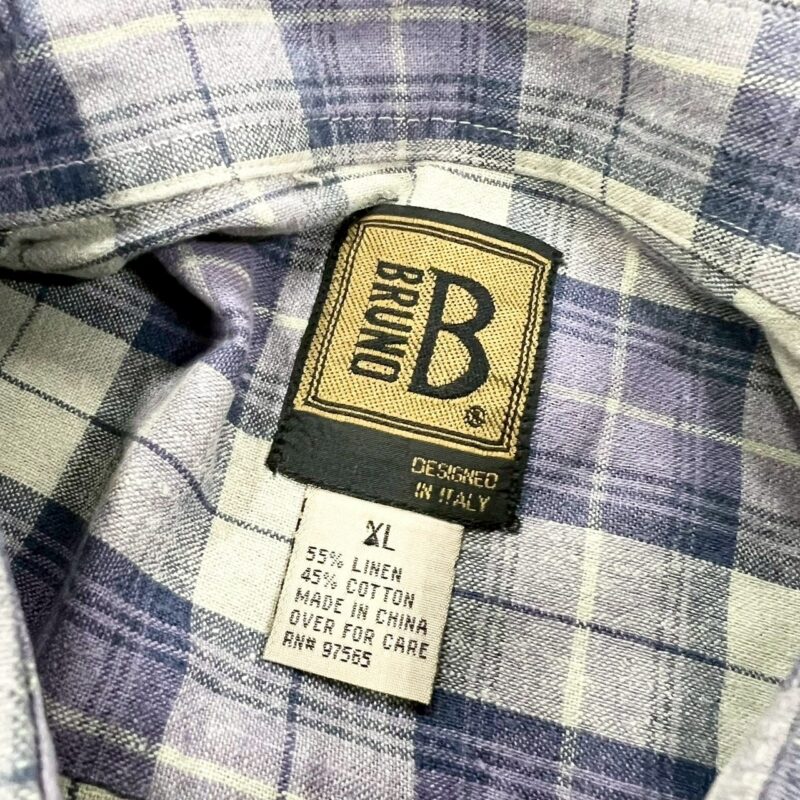 BRUNO
B
®
DESIGNED
IN ITALY
XL
55% LINEN
45% COTTON
MADE IN CHINA
OVER FOR CARE
RN# 97565